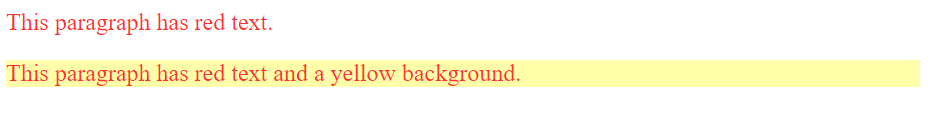 This paragraph has red text.
This paragraph has red text and a yellow background.